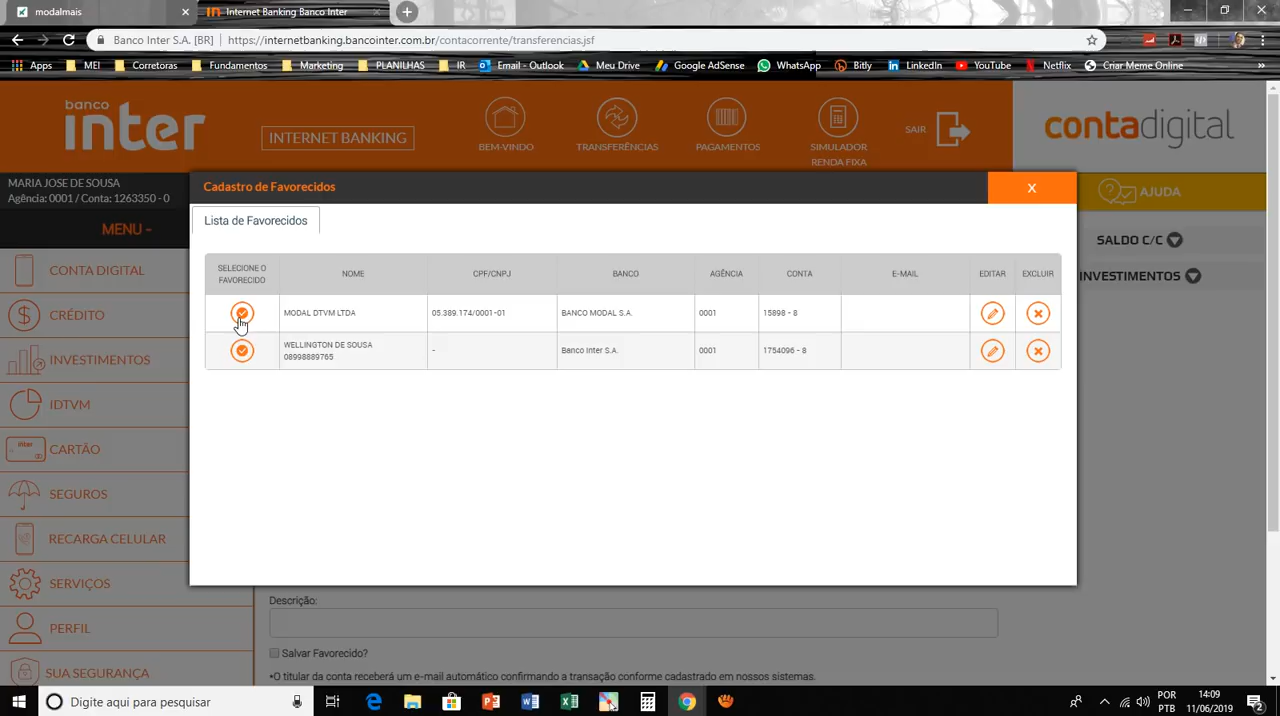 modalmais
Internet Banking Banco Inter
Banco Inter S.A. [BR] https://internetbanking.bancointer.com.br/contacorrente/transferencias.jsf
Apps MEI Corretoras Fundamentos Marketing PLANILHAS IR Email - Outlook Meu Drive Google AdSense WhatsApp Bitly LinkedIn YouTube Netflix Criar Meme Online »
banco
inter
INTERNET BANKING
BEM-VINDO
TRANSFERÊNCIAS
PAGAMENTOS
SIMULADOR
RENDA FIXA
SAIR
contadigital
MARIA JOSE DE SOUSA
Agência: 0001 / Conta: 1263350 - 0
AJUDA
MENU -
SALDO C/C
INVESTIMENTOS
CONTA DIGITAL
CRÉDITO
INVESTIMENTOS
IDTVM
CARTÃO
SEGUROS
RECARGA CELULAR
SERVIÇOS
PERFIL
SUA SEGURANÇA
Cadastro de Favorecidos X
Lista de Favorecidos
SELECIONE O
FAVORECIDO
NOME CPF/CNPJ BANCO AGÊNCIA CONTA E-MAIL EDITAR EXCLUIR
MODAL DTVM LTDA 05.389.174/0001-01 BANCO MODAL S.A. 0001 15898 - 8
WELLINGTON DE SOUSA
08998889765
- Banco Inter S.A. 0001 1754096 - 8
Descrição:
Salvar Favorecido?
*O titular da conta receberá um e-mail automático confirmando a transação conforme cadastrado em nossos sistemas.
Digite aqui para pesquisar
POR
PTB
14:09
11/06/2019
2